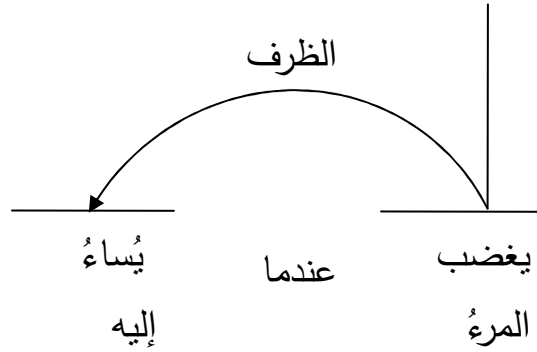 الظرف
يغضب عندما يُساءُ
المرءُ إليه